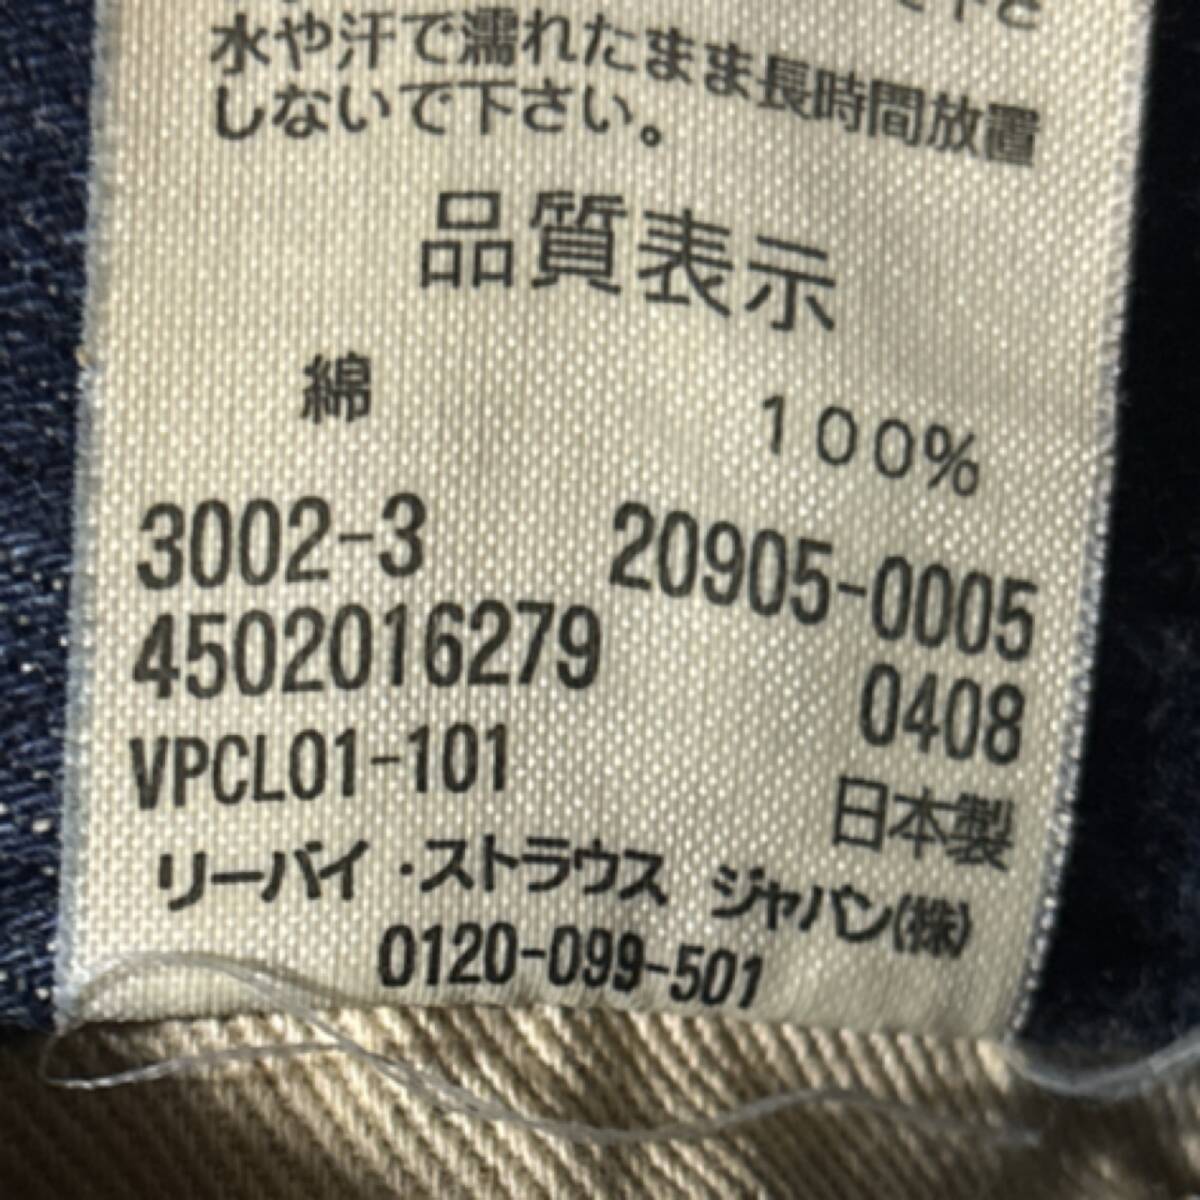 水や汗で濡れたまま長時間放置
しないで下さい。
品質表示
綿 100%
3002-3 20905-0005
4502016279 0408
VPCL01-101 日本製
リーバイ・ストラウス ジャパン(株)
0120-099-501